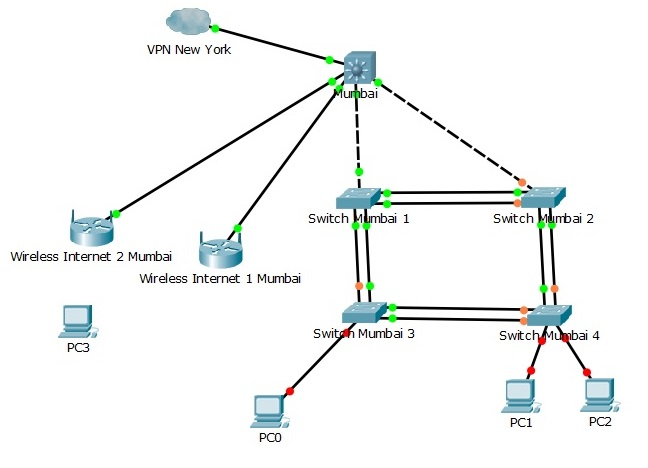 VPN New York
Mumbai
Switch Mumbai 1
Switch Mumbai 2
Wireless Internet 2 Mumbai
Wireless Internet 1 Mumbai
Switch Mumbai 3
Switch Mumbai 4
PC3
PC0
PC1
PC2